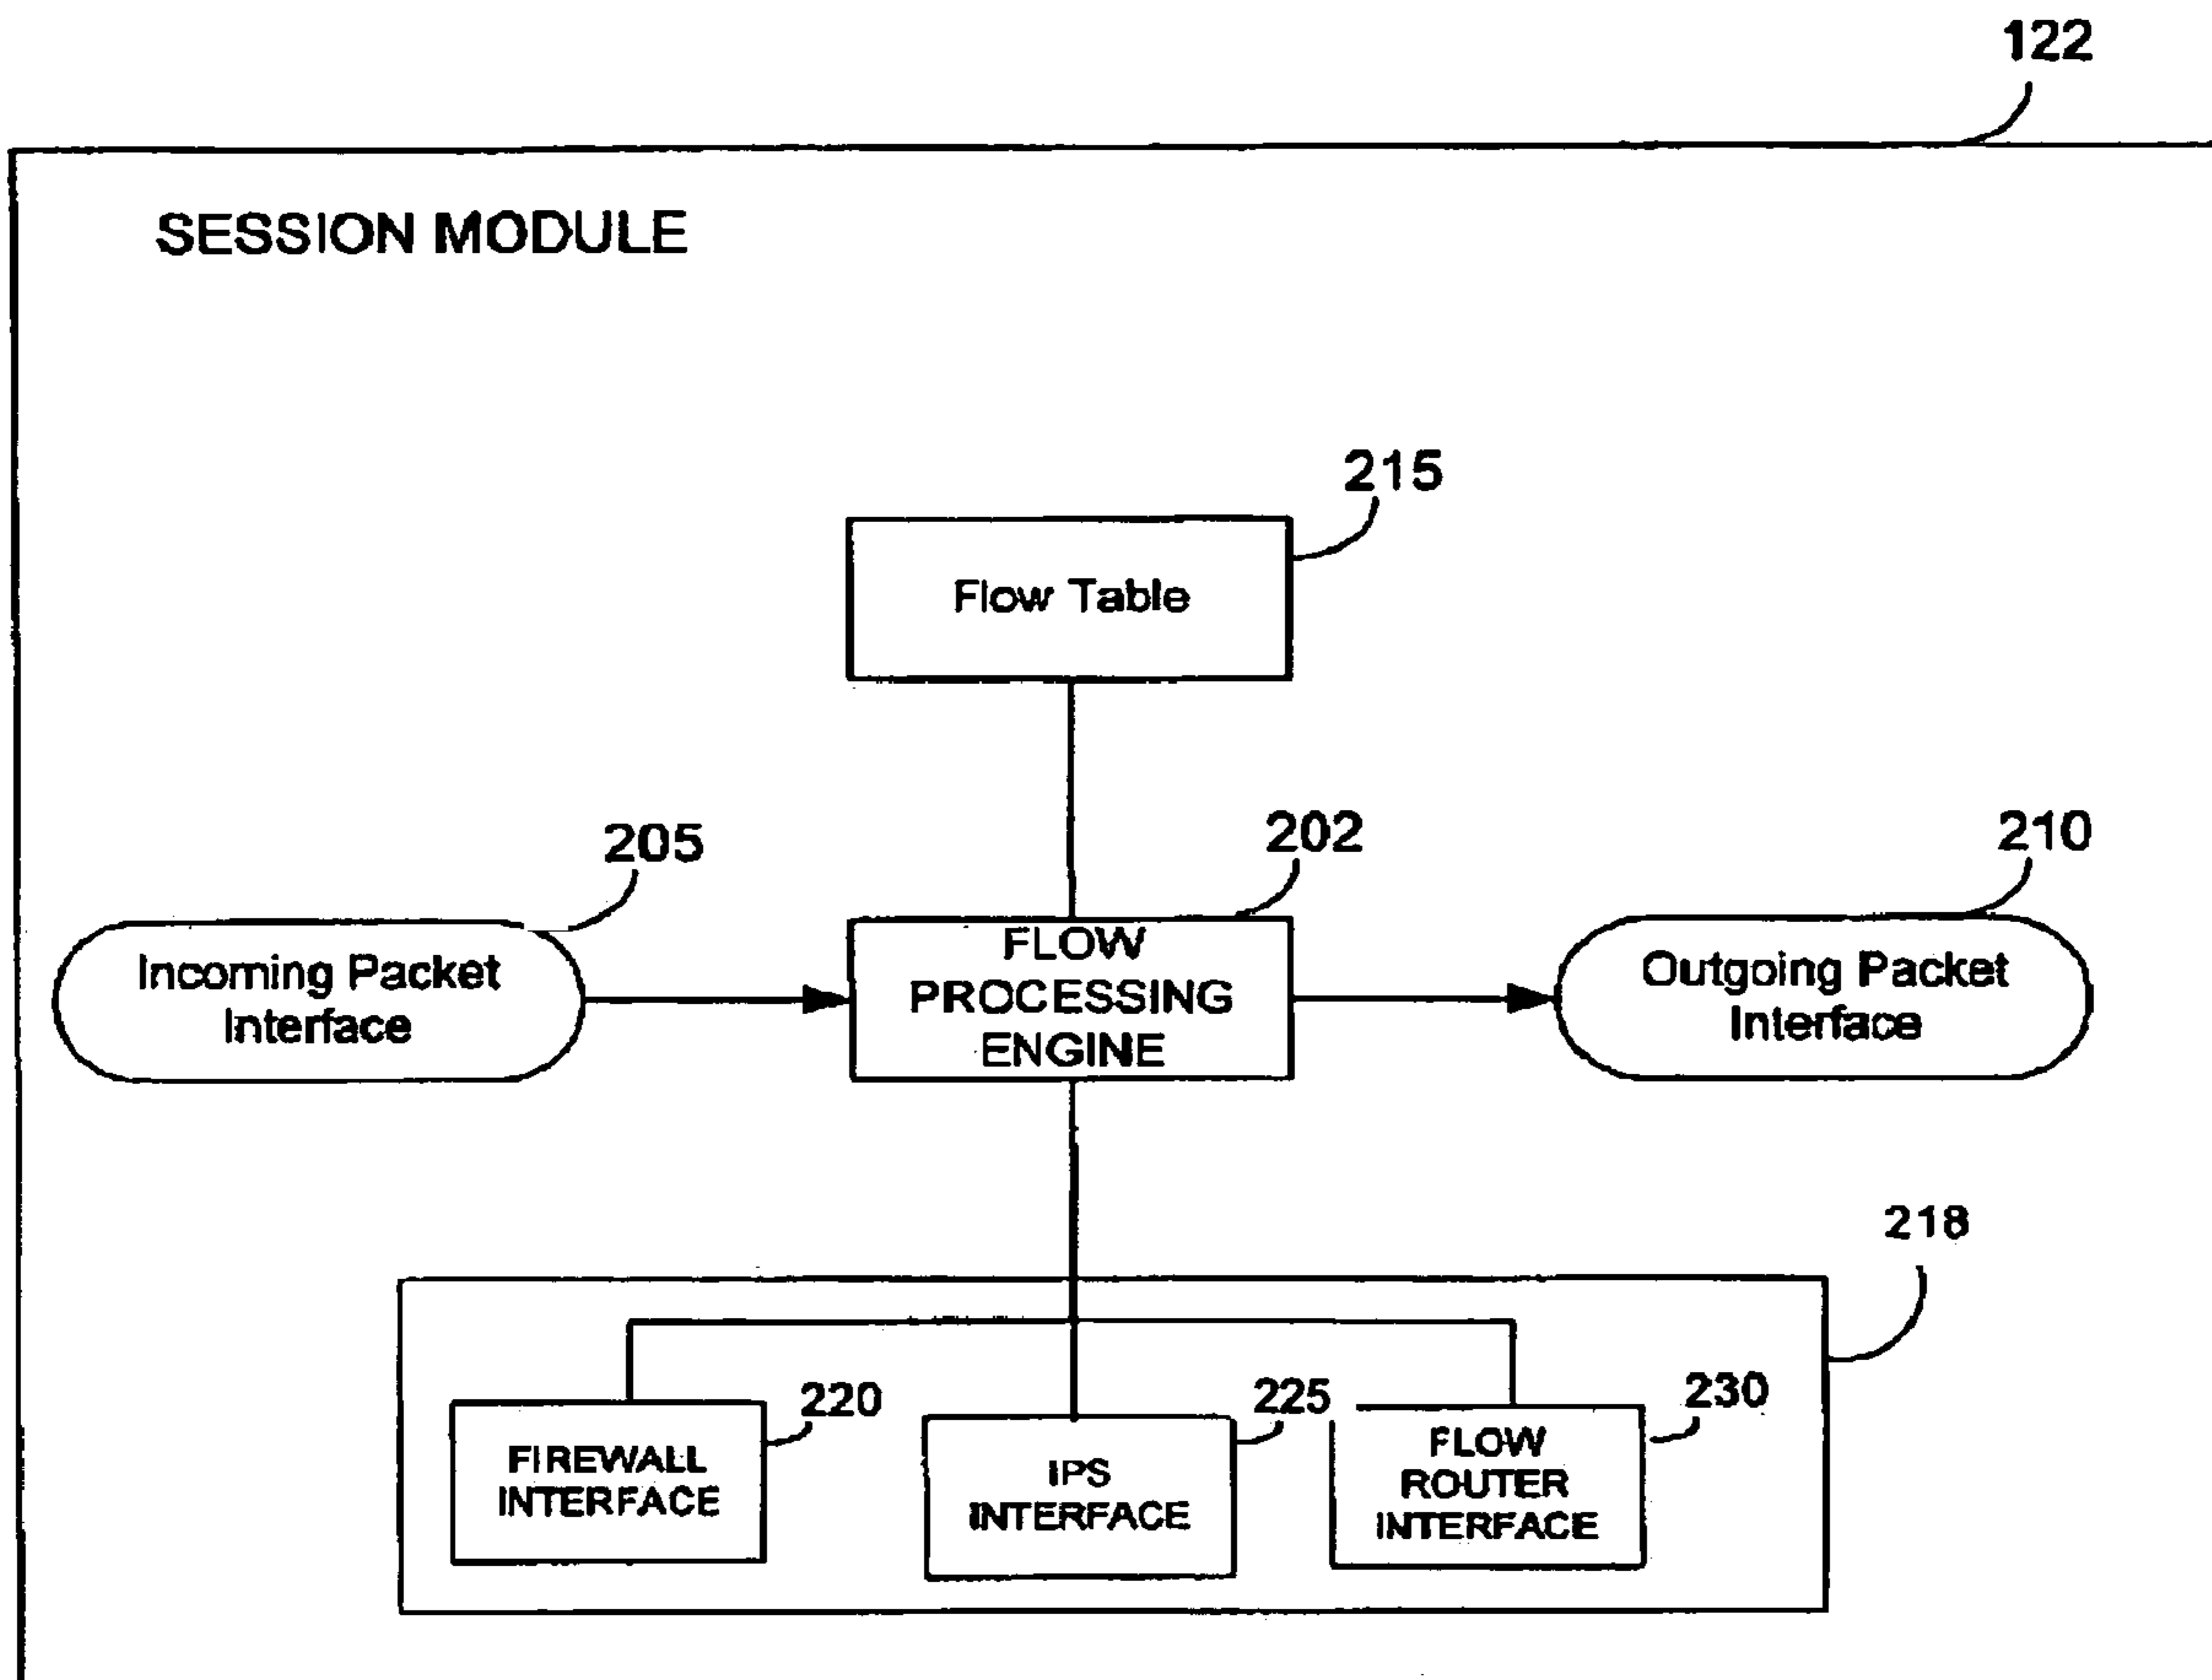 122
SESSION MODULE
215
Flow Table
205
202
210
Incoming Packet
Interface
FLOW
PROCESSING
ENGINE
Outgoing Packet
Interface
218
220
225
230
FIREWALL
INTERFACE
IPS
INTERFACE
FLOW
ROUTER
INTERFACE